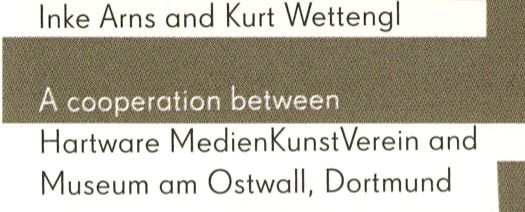 Inke Arns and Kurt Wettengl
A cooperation between
Hartware MedienKunstVerein and
Museum am Ostwall, Dortmund